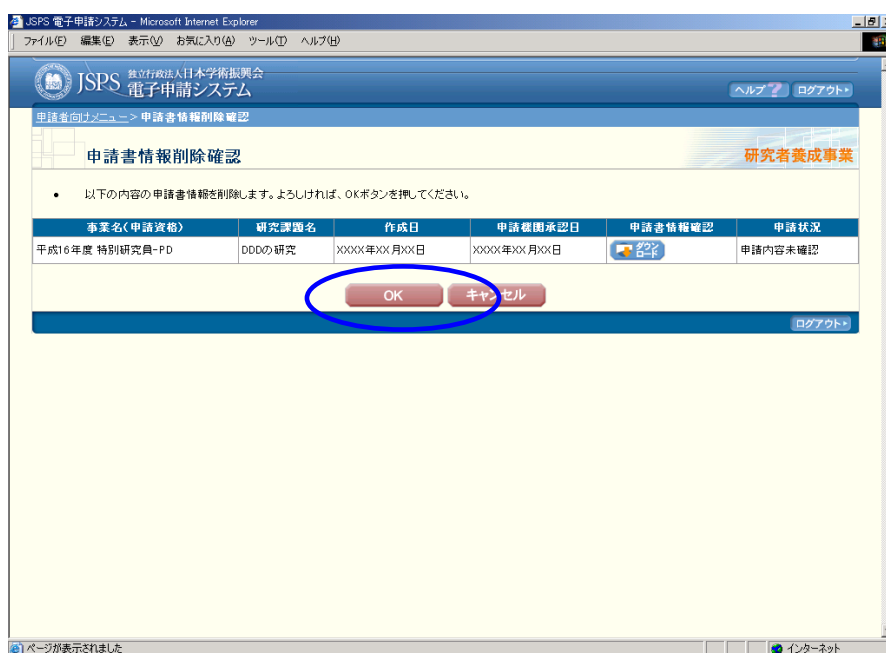 JSPS 電子申請システム - Microsoft Internet Explorer
ファイル(F) 編集(E) 表示(V) お気に入り(A) ツール(T) ヘルプ(H)
JSPS 独立行政法人日本学術振興会
電子申請システム
ヘルプ ? ログアウト
申請者向けメニュー > 申請書情報削除確認
申請書情報削除確認
研究者養成事業
• 以下の内容の申請書情報を削除します。よろしければ、OKボタンを押してください。
事業名(申請資格) 研究課題名 作成日 申請機関承認日 申請書情報確認 申請状況
平成16年度 特別研究員-PD DDDの研究 XXXX年XX月XX日 XXXX年XX月XX日 ダウンロード 申請内容未確認
OK キャンセル
ログアウト
ページが表示されました インターネット